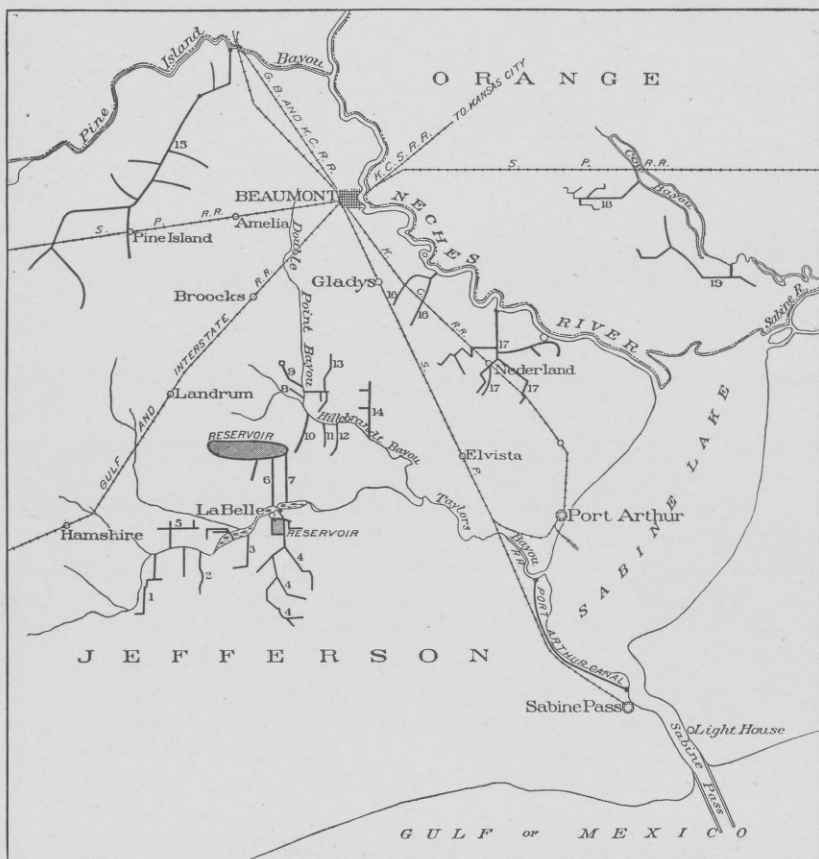 Pine Island Bayou
ORANGE
G. B. AND K. C. R. R.
TO KANSAS CITY
K. C. S. R. R.
S. P. R. R.
Cow Bayou
15
18
19
BEAUMONT
NECHES RIVER
S. P. R. R.
Amelia
Pine Island
Double Point Bayou
Gladys
16
16
K. R. R.
Broocks
GULF AND INTERSTATE R. R.
Sabine R.
17
Nederland
17
17
S. P. R. R.
Landrum
9
13
8
14
10
11
12
Hillebrandt Bayou
RESERVOIR
6
7
Elvista
SABINE LAKE
LaBelle
RESERVOIR
Taylors Bayou
Port Arthur
Hamshire
5
3
4
2
1
4
4
JEFFERSON
PORT ARTHUR CANAL
Sabine Pass
Light House
Sabine Pass
GULF OF MEXICO